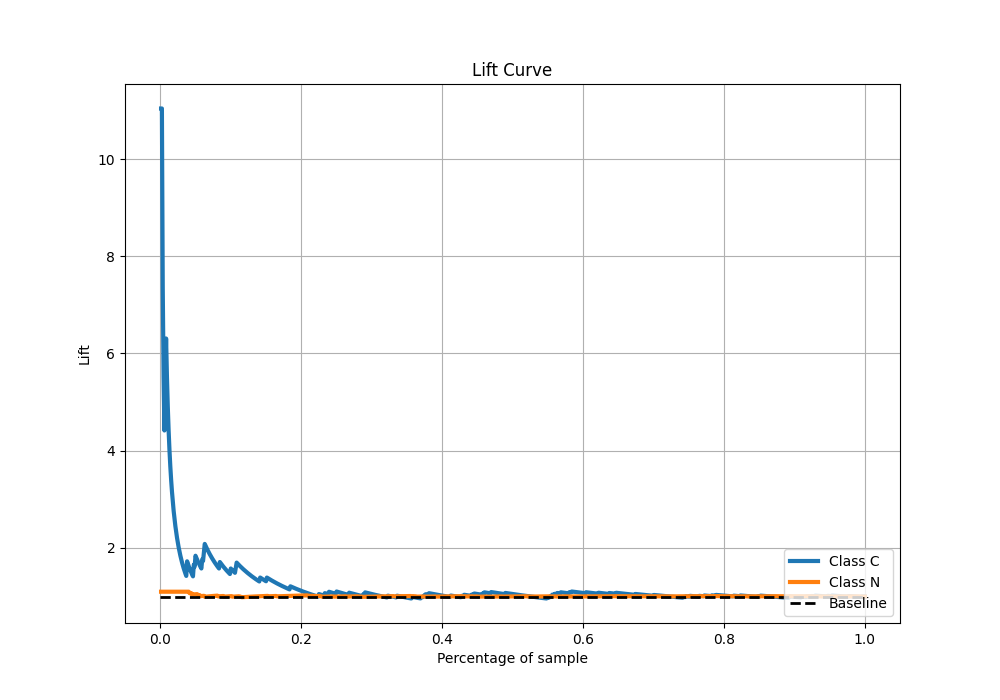 Lift Curve
10
8
6
4
2
Lift
0.0 0.2 0.4 0.6 0.8 1.0
Percentage of sample
Class C
Class N
Baseline